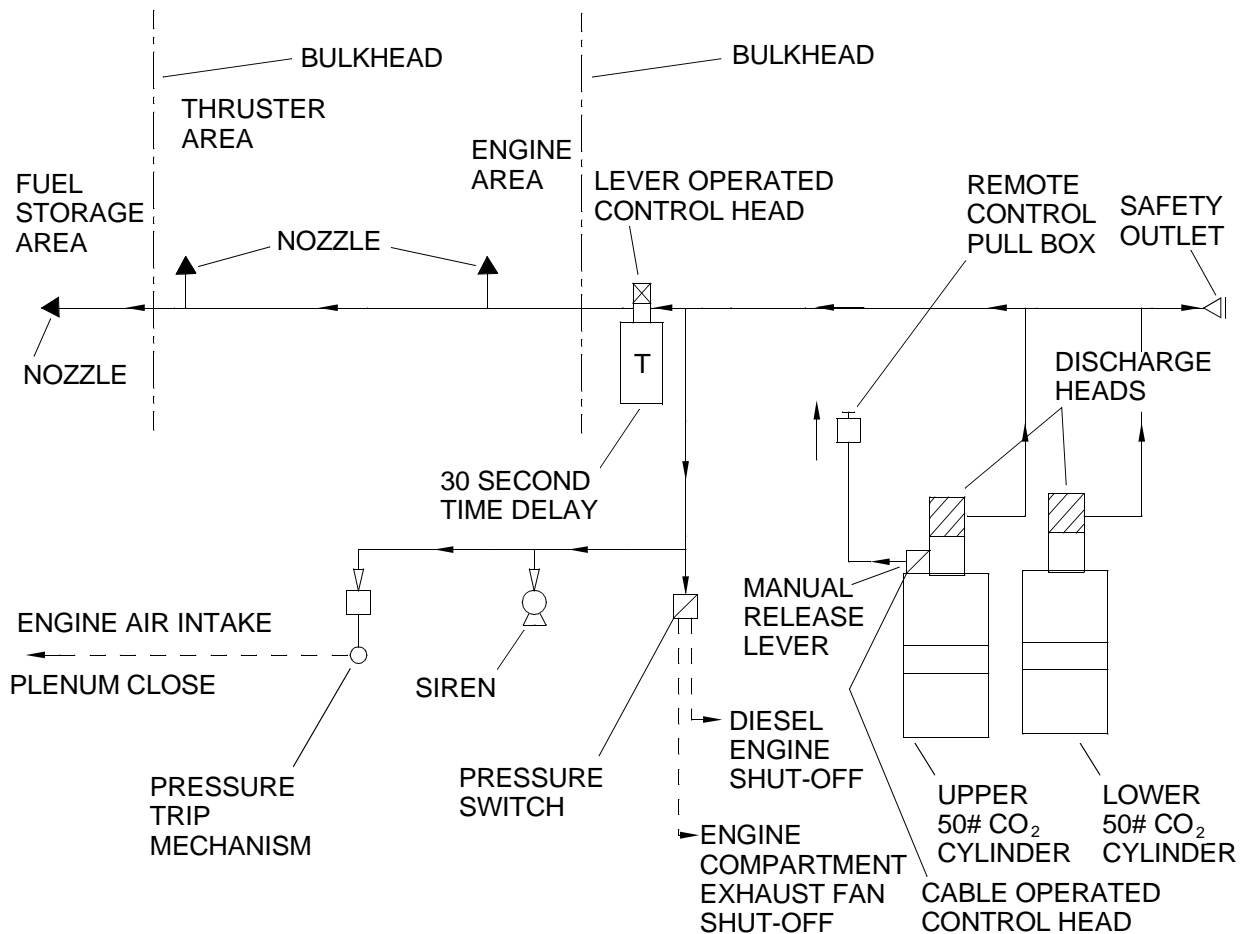 BULKHEAD
BULKHEAD
THRUSTER
AREA
ENGINE
AREA
FUEL
STORAGE
AREA
LEVER OPERATED
CONTROL HEAD
REMOTE
CONTROL
PULL BOX
SAFETY
OUTLET
NOZZLE
NOZZLE
T
DISCHARGE
HEADS
30 SECOND
TIME DELAY
MANUAL
RELEASE
LEVER
ENGINE AIR INTAKE
PLENUM CLOSE
SIREN
DIESEL
ENGINE
SHUT-OFF
PRESSURE
TRIP
MECHANISM
PRESSURE
SWITCH
UPPER
50# CO₂
CYLINDER
LOWER
50# CO₂
CYLINDER
ENGINE
COMPARTMENT
EXHAUST FAN
SHUT-OFF
CABLE OPERATED
CONTROL HEAD